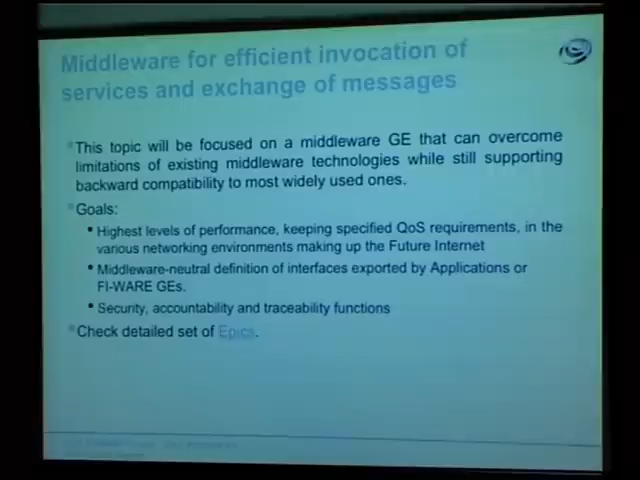 Middleware for efficient invocation of
services and exchange of messages
This topic will be focused on a middleware GE that can overcome
limitations of existing middleware technologies while still supporting
backward compatibility to most widely used ones.
Goals:
Highest levels of performance, keeping specified QoS requirements, in the
various networking environments making up the Future Internet
Middleware-neutral definition of interfaces exported by Applications or
FI-WARE GEs.
Security, accountability and traceability functions
Check detailed set of Epics.